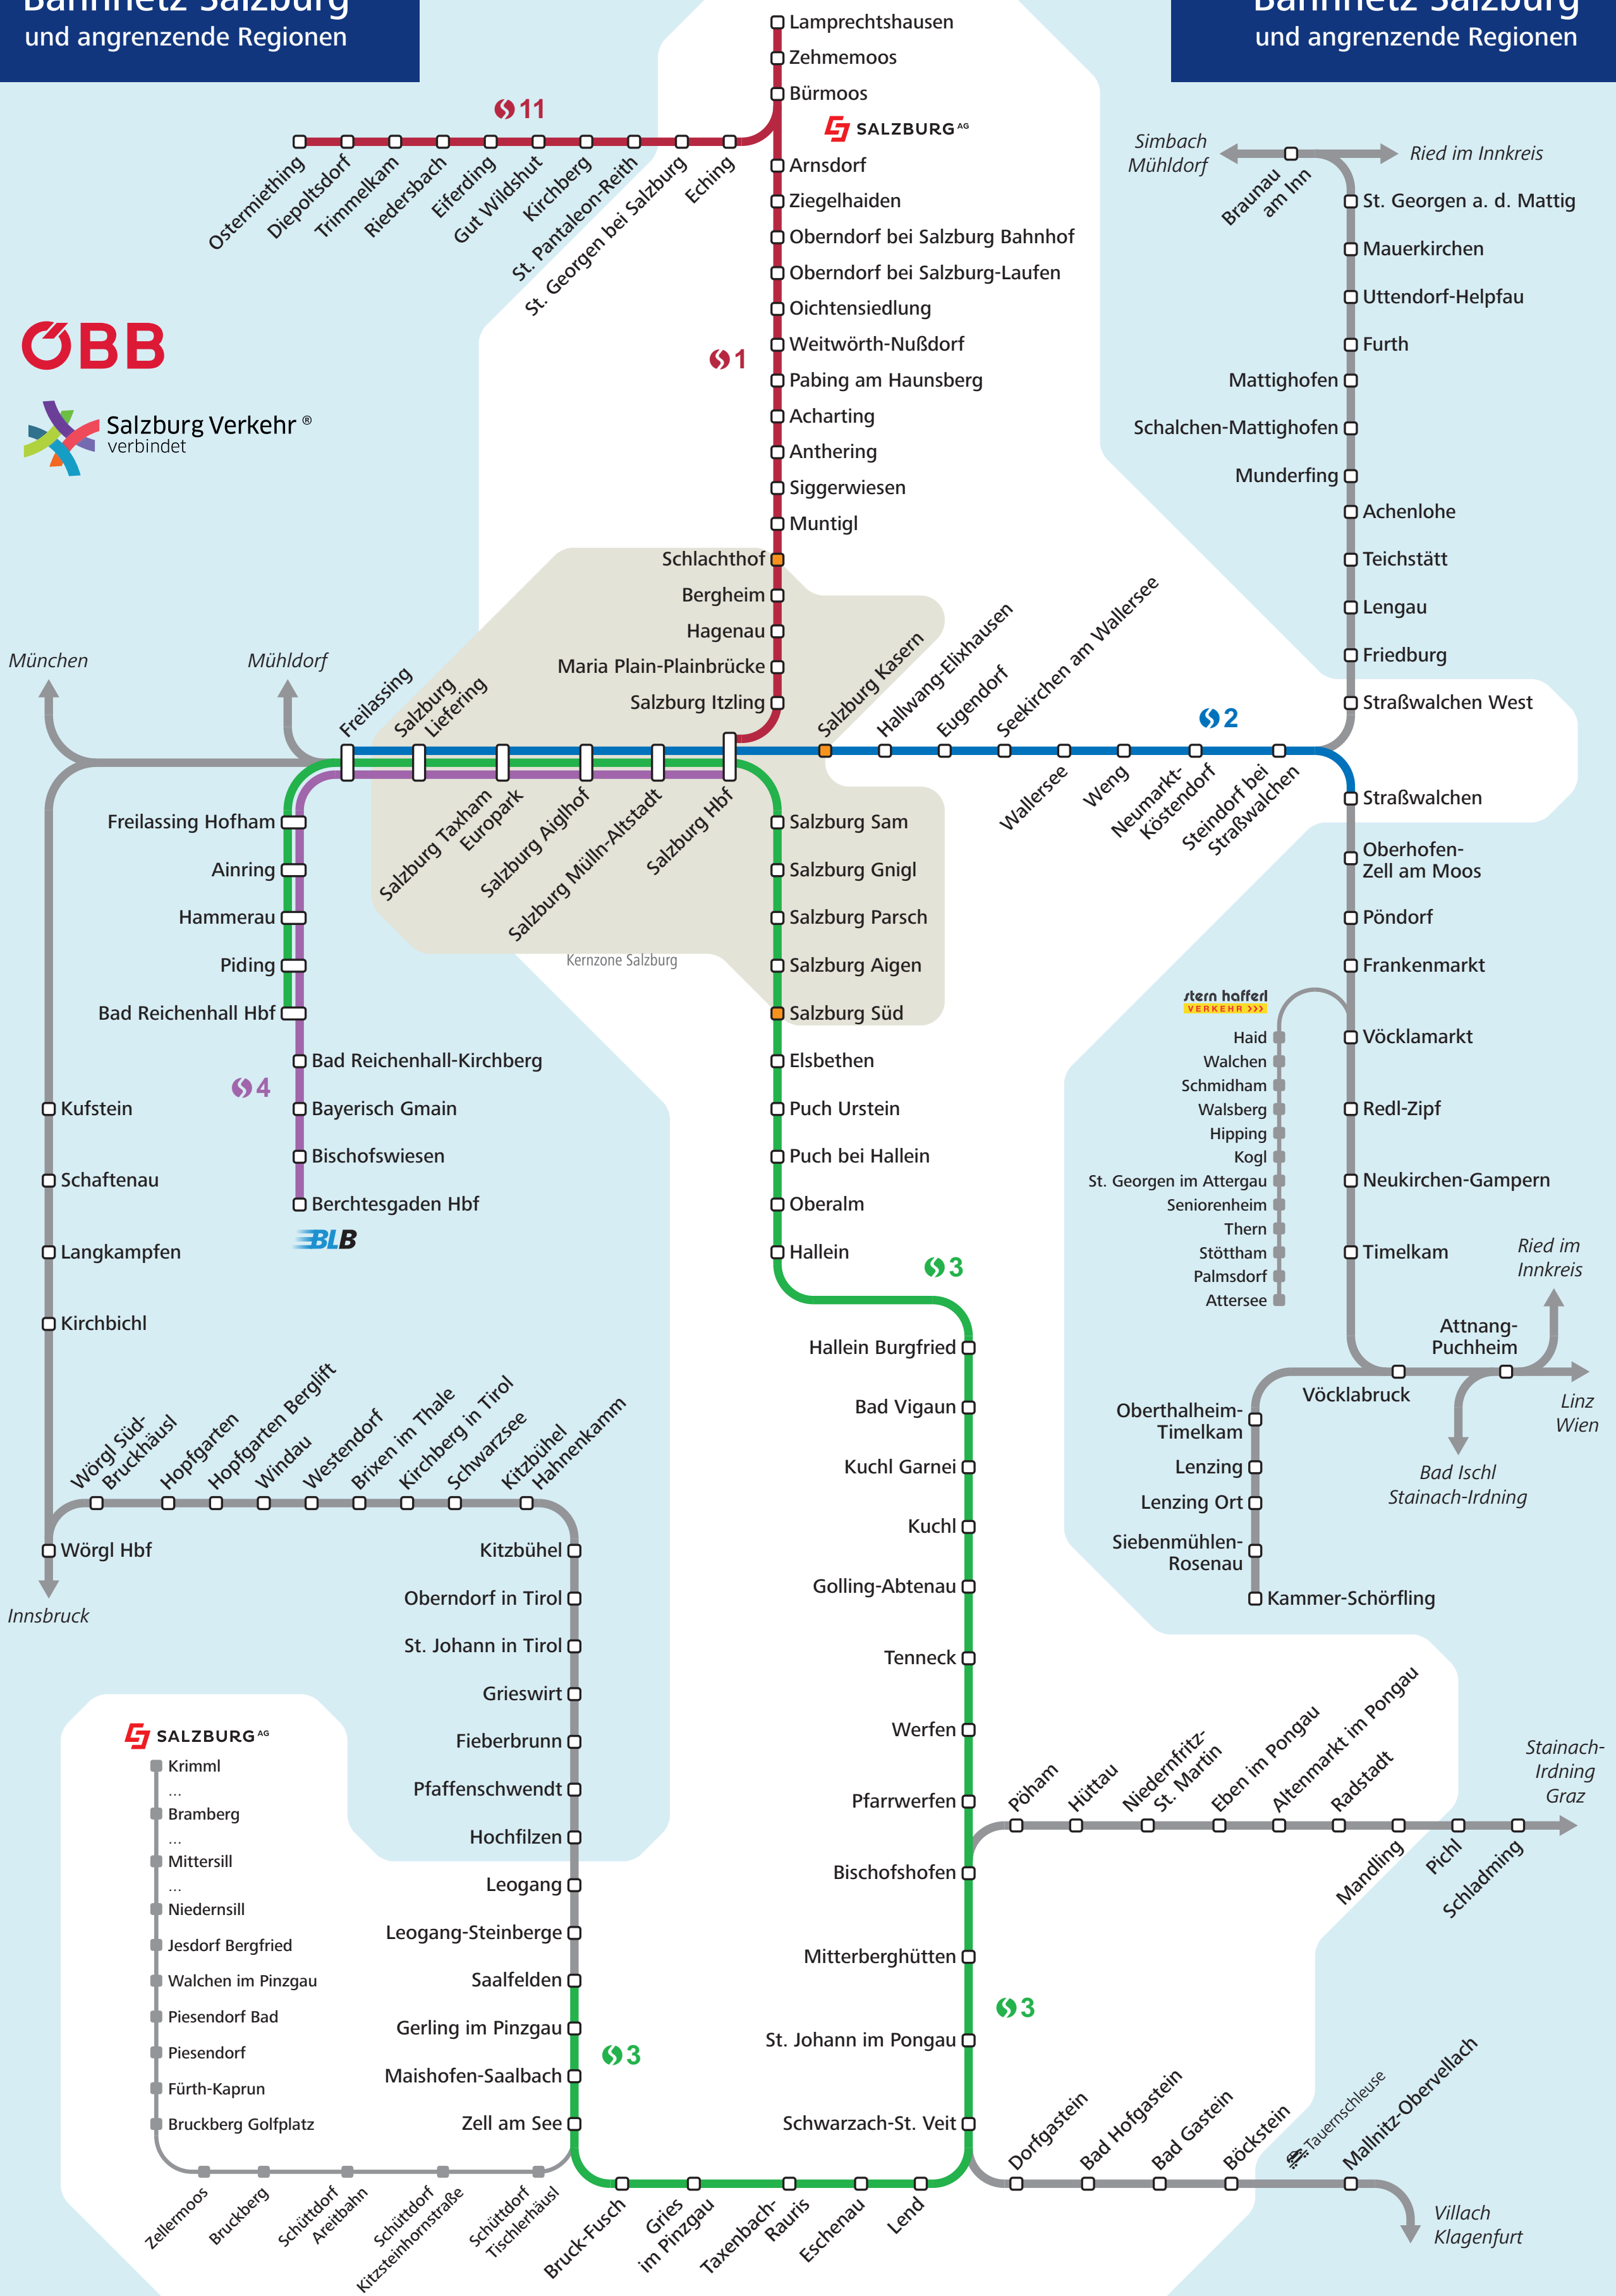 Bahnnetz Salzburg
und angrenzende Regionen
Bahnnetz Salzburg
und angrenzende Regionen
Lamprechtshausen
Zehmemoos
Bürmoos
SALZBURG AG
11
Ostermiething
Diepoltsdorf
Trimmelkam
Riedersbach
Eiferding
Gut Wildshut
Kirchberg
St. Pantaleon-Reith
St. Georgen bei Salzburg
Eching
Arnsdorf
Ziegelhaiden
Oberndorf bei Salzburg Bahnhof
Oberndorf bei Salzburg-Laufen
Oichtensiedlung
Weitwörth-Nußdorf
1
Pabing am Haunsberg
Acharting
Anthering
Siggerwiesen
Muntigl
Schlachthof
Bergheim
Hagenau
Maria Plain-Plainbrücke
Salzburg Itzling
ÖBB
Salzburg Verkehr ®
verbindet
Simbach
Mühldorf
Ried im Innkreis
Braunau
am Inn
St. Georgen a. d. Mattig
Mauerkirchen
Uttendorf-Helpfau
Furth
Mattighofen
Schalchen-Mattighofen
Munderfing
Achenlohe
Teichstätt
Lengau
Friedburg
Straßwalchen West
München
Mühldorf
Freilassing
Salzburg
Liefering
Salzburg Taxham
Europark
Salzburg Aiglhof
Salzburg Mülln-Altstadt
Salzburg Hbf
Salzburg Kasern
Hallwang-Elixhausen
Eugendorf
Seekirchen am Wallersee
2
Wallersee
Weng
Neumarkt-
Köstendorf
Steindorf bei
Straßwalchen
Straßwalchen
Oberhofen-
Zell am Moos
Pöndorf
Frankenmarkt
Vöcklamarkt
Redl-Zipf
Neukirchen-Gampern
Timelkam
Freilassing Hofham
Ainring
Hammerau
Piding
Bad Reichenhall Hbf
Bad Reichenhall-Kirchberg
4
Bayerisch Gmain
Bischofswiesen
Berchtesgaden Hbf
BLB
Kernzone Salzburg
Salzburg Sam
Salzburg Gnigl
Salzburg Parsch
Salzburg Aigen
Salzburg Süd
Elsbethen
Puch Urstein
Puch bei Hallein
Oberalm
Hallein
3
stern hafferl
VERKEHR >>>
Haid
Walchen
Schmidham
Walsberg
Hipping
Kogl
St. Georgen im Attergau
Seniorenheim
Thern
Stöttham
Palmsdorf
Attersee
Ried im
Innkreis
Attnang-
Puchheim
Vöcklabruck
Linz
Wien
Bad Ischl
Stainach-Irdning
Oberthalheim-
Timelkam
Lenzing
Lenzing Ort
Siebenmühlen-
Rosenau
Kammer-Schörfling
Kufstein
Schaftenau
Langkampfen
Kirchbichl
Wörgl Süd-
Bruckhäusl
Hopfgarten
Hopfgarten Berglift
Windau
Westendorf
Brixen im Thale
Kirchberg in Tirol
Schwarzsee
Kitzbühel
Hahnenkamm
Wörgl Hbf
Innsbruck
Kitzbühel
Oberndorf in Tirol
St. Johann in Tirol
Grieswirt
Fieberbrunn
Pfaffenschwendt
Hochfilzen
Leogang
Leogang-Steinberge
Saalfelden
Gerling im Pinzgau
3
Maishofen-Saalbach
Zell am See
Hallein Burgfried
Bad Vigaun
Kuchl Garnei
Kuchl
Golling-Abtenau
Tenneck
Werfen
Pfarrwerfen
Bischofshofen
Mitterberghütten
3
St. Johann im Pongau
Schwarzach-St. Veit
Pöham
Hüttau
Niedernfritz-
St. Martin
Eben im Pongau
Altenmarkt im Pongau
Radstadt
Mandling
Pichl
Schladming
Stainach-
Irdning
Graz
SALZBURG AG
Krimml
...
Bramberg
...
Mittersill
...
Niedernsill
Jesdorf Bergfried
Walchen im Pinzgau
Piesendorf Bad
Piesendorf
Fürth-Kaprun
Bruckberg Golfplatz
Zellermoos
Bruckberg
Schüttdorf
Areitbahn
Schüttdorf
Kitzsteinhornstraße
Schüttdorf
Tischlerhäusl
Bruck-Fusch
Gries
im Pinzgau
Taxenbach-
Rauris
Eschenau
Lend
Dorfgastein
Bad Hofgastein
Bad Gastein
Böckstein
Tauernschleuse
Mallnitz-Obervellach
Villach
Klagenfurt